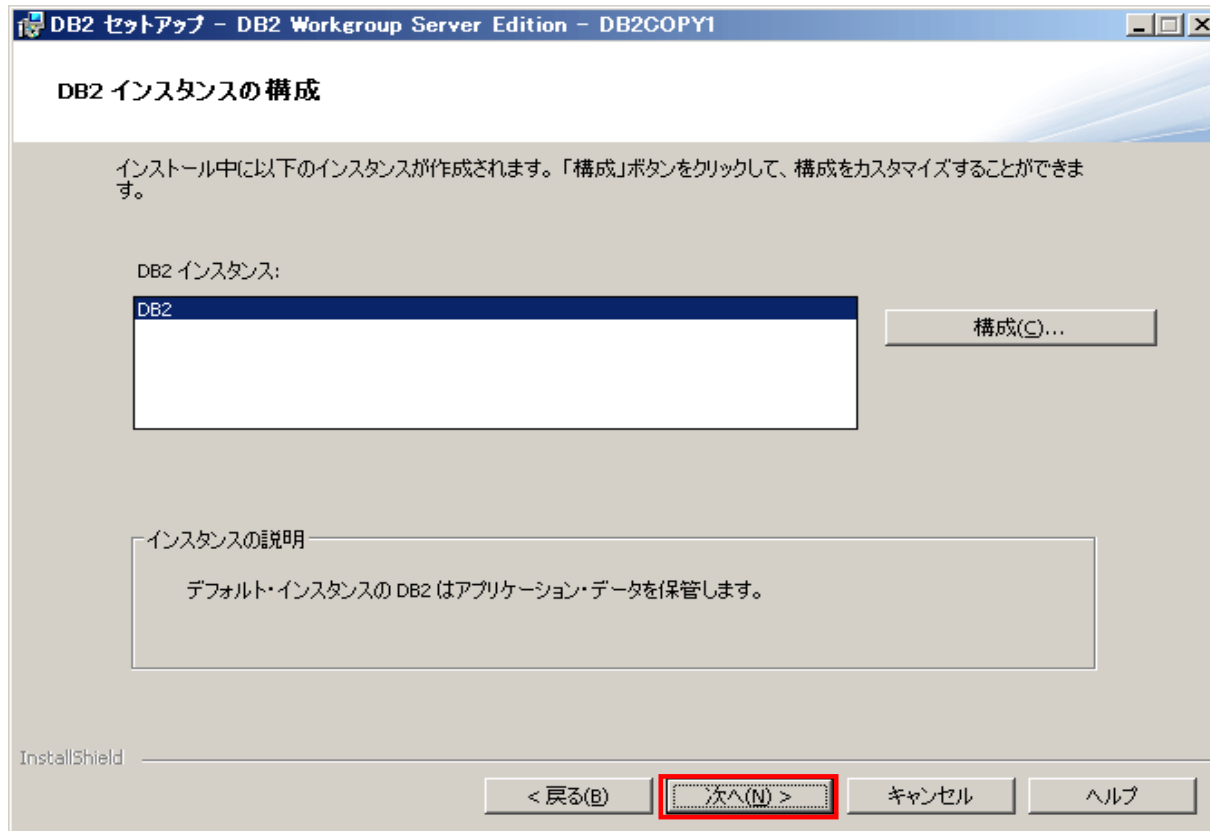 DB2 セットアップ - DB2 Workgroup Server Edition - DB2COPY1
DB2 インスタンスの構成
インストール中に以下のインスタンスが作成されます。「構成」ボタンをクリックして、構成をカスタマイズすることができま
す。
DB2 インスタンス:
DB2
構成(C)...
インスタンスの説明
デフォルト・インスタンスの DB2 はアプリケーション・データを保管します。
InstallShield
< 戻る(B)
次へ(N) >
キャンセル
ヘルプ